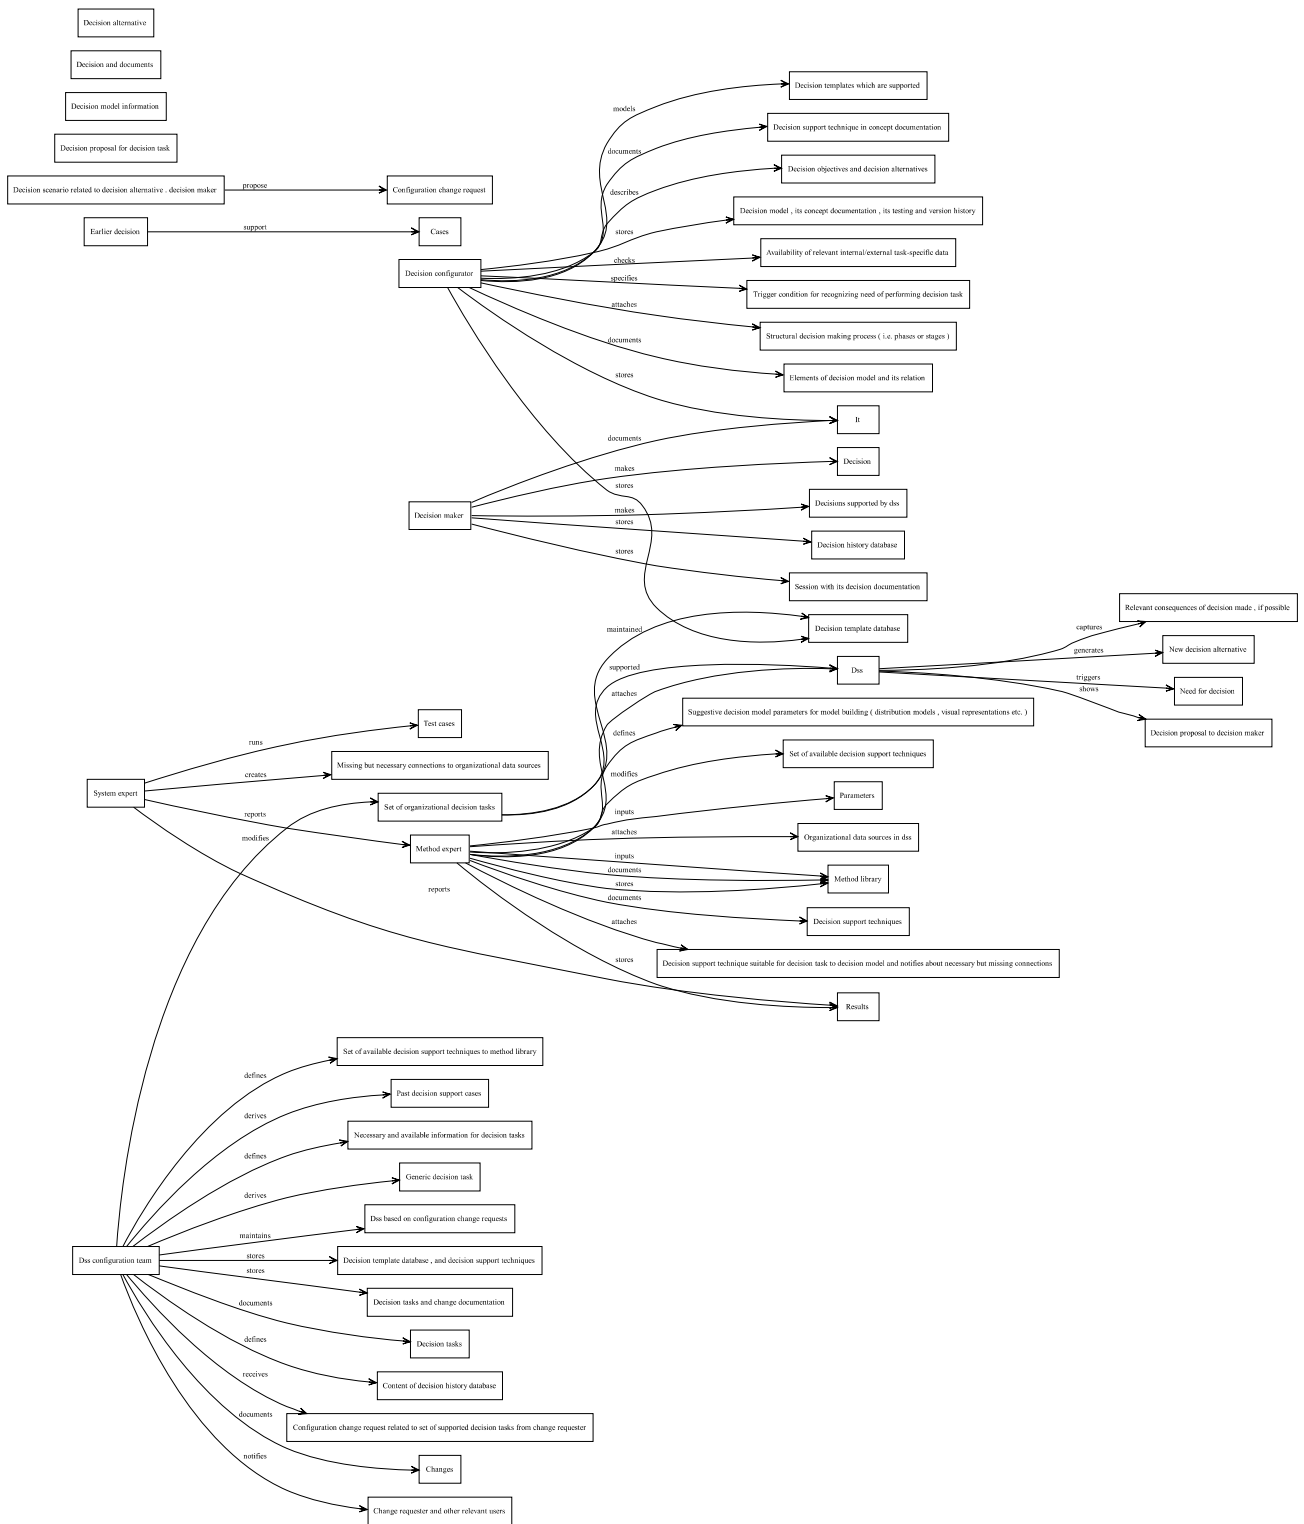 Decision alternative
Decision and documents
Decision model information
Decision proposal for decision task
Decision scenario related to decision alternative . decision maker
propose
Configuration change request
Earlier decision
support
Cases
Decision configurator
models
Decision templates which are supported
documents
Decision support technique in concept documentation
describes
Decision objectives and decision alternatives
stores
Decision model , its concept documentation , its testing and version history
checks
Availability of relevant internal/external task-specific data
specifies
Trigger condition for recognizing need of performing decision task
attaches
Structural decision making process ( i.e. phases or stages )
documents
Elements of decision model and its relation
stores
It
Decision maker
documents
makes
Decision
stores
makes
Decisions supported by dss
stores
Decision history database
stores
Session with its decision documentation
maintained
Decision template database
supported
Dss
captures
Relevant consequences of decision made , if possible
generates
New decision alternative
triggers
Need for decision
shows
Decision proposal to decision maker
attaches
defines
Suggestive decision model parameters for model building ( distribution models , visual representations etc. )
modifies
Set of available decision support techniques
System expert
runs
Test cases
creates
Missing but necessary connections to organizational data sources
reports
Set of organizational decision tasks
modifies
Method expert
inputs
Parameters
attaches
Organizational data sources in dss
inputs
documents
stores
Method library
documents
Decision support techniques
reports
attaches
Decision support technique suitable for decision task to decision model and notifies about necessary but missing connections
stores
Results
Dss configuration team
defines
Set of available decision support techniques to method library
derives
Past decision support cases
defines
Necessary and available information for decision tasks
derives
Generic decision task
maintains
Dss based on configuration change requests
stores
Decision template database , and decision support techniques
stores
Decision tasks and change documentation
documents
Decision tasks
defines
Content of decision history database
receives
Configuration change request related to set of supported decision tasks from change requester
documents
Changes
notifies
Change requester and other relevant users